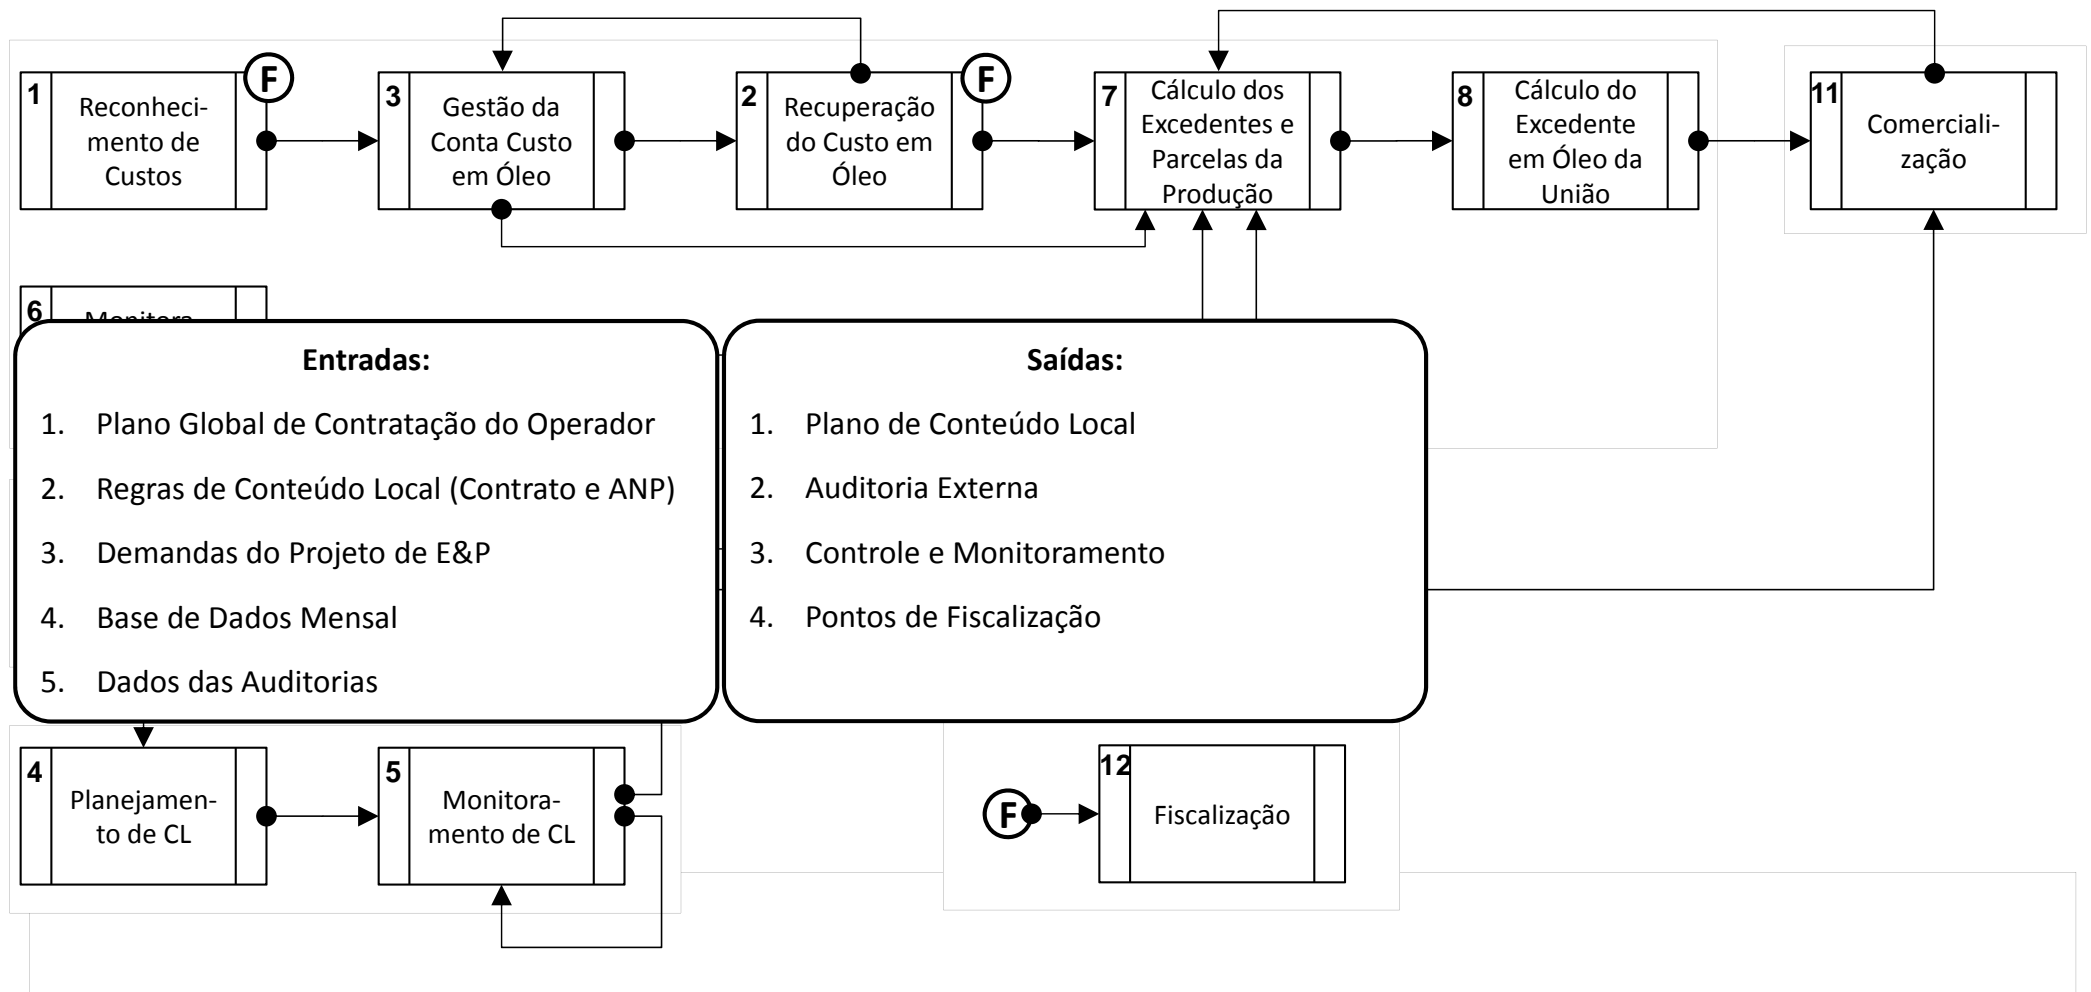 1
Reconheci-
mento de
Custos
F
3
Gestão da
Conta Custo
em Óleo
2
Recuperação
do Custo em
Óleo
F
7
Cálculo dos
Excedentes e
Parcelas da
Produção
8
Cálculo do
Excedente
em Óleo da
União
11
Comerciali-
zação
6
Monitora-
Entradas:
1. Plano Global de Contratação do Operador
2. Regras de Conteúdo Local (Contrato e ANP)
3. Demandas do Projeto de E&P
4. Base de Dados Mensal
5. Dados das Auditorias
Saídas:
1. Plano de Conteúdo Local
2. Auditoria Externa
3. Controle e Monitoramento
4. Pontos de Fiscalização
4
Planejamen-
to de CL
5
Monitora-
mento de CL
F
12
Fiscalização